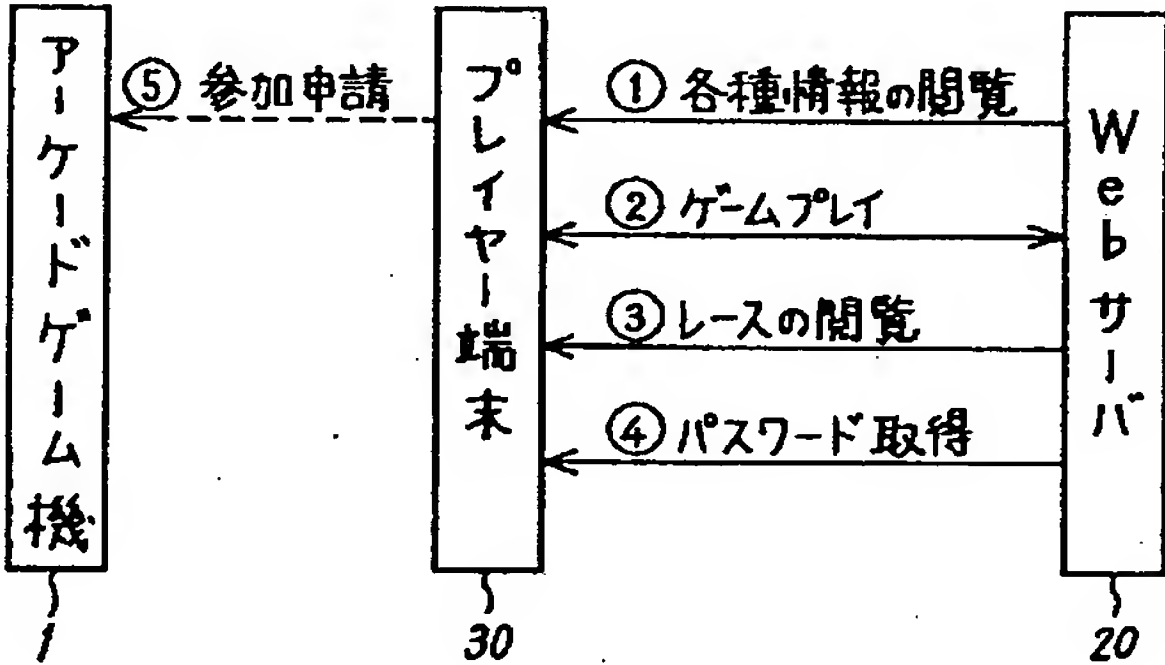 アーケードゲーム機
⑤ 参加申請
プレイヤー端末
① 各種情報の閲覧
② ゲームプレイ
③ レースの閲覧
④ パスワード取得
Webサーバ
1
30
20